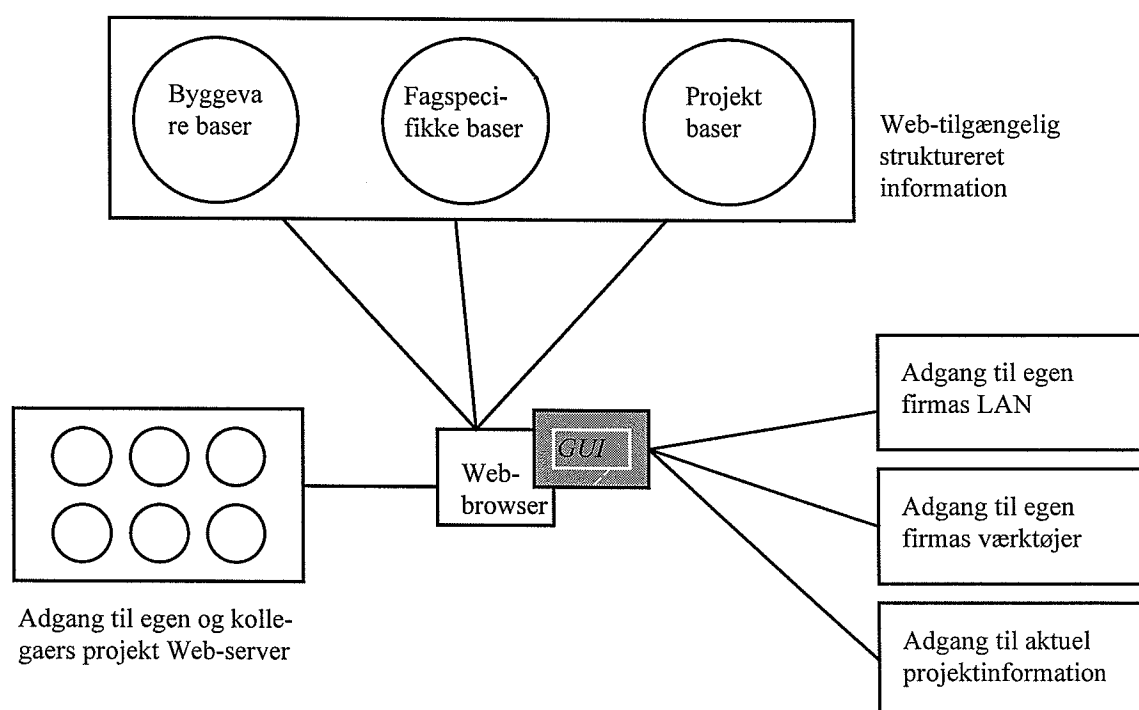 Byggeva
re baser
Fagspeci-
fikke baser
Projekt
baser
Web-tilgængelig
struktureret
information
Adgang til egen
firmas LAN
GUI
Web-
browser
Adgang til egen
firmas værktøjer
Adgang til egen og kolle-
gaers projekt Web-server
Adgang til aktuel
projektinformation